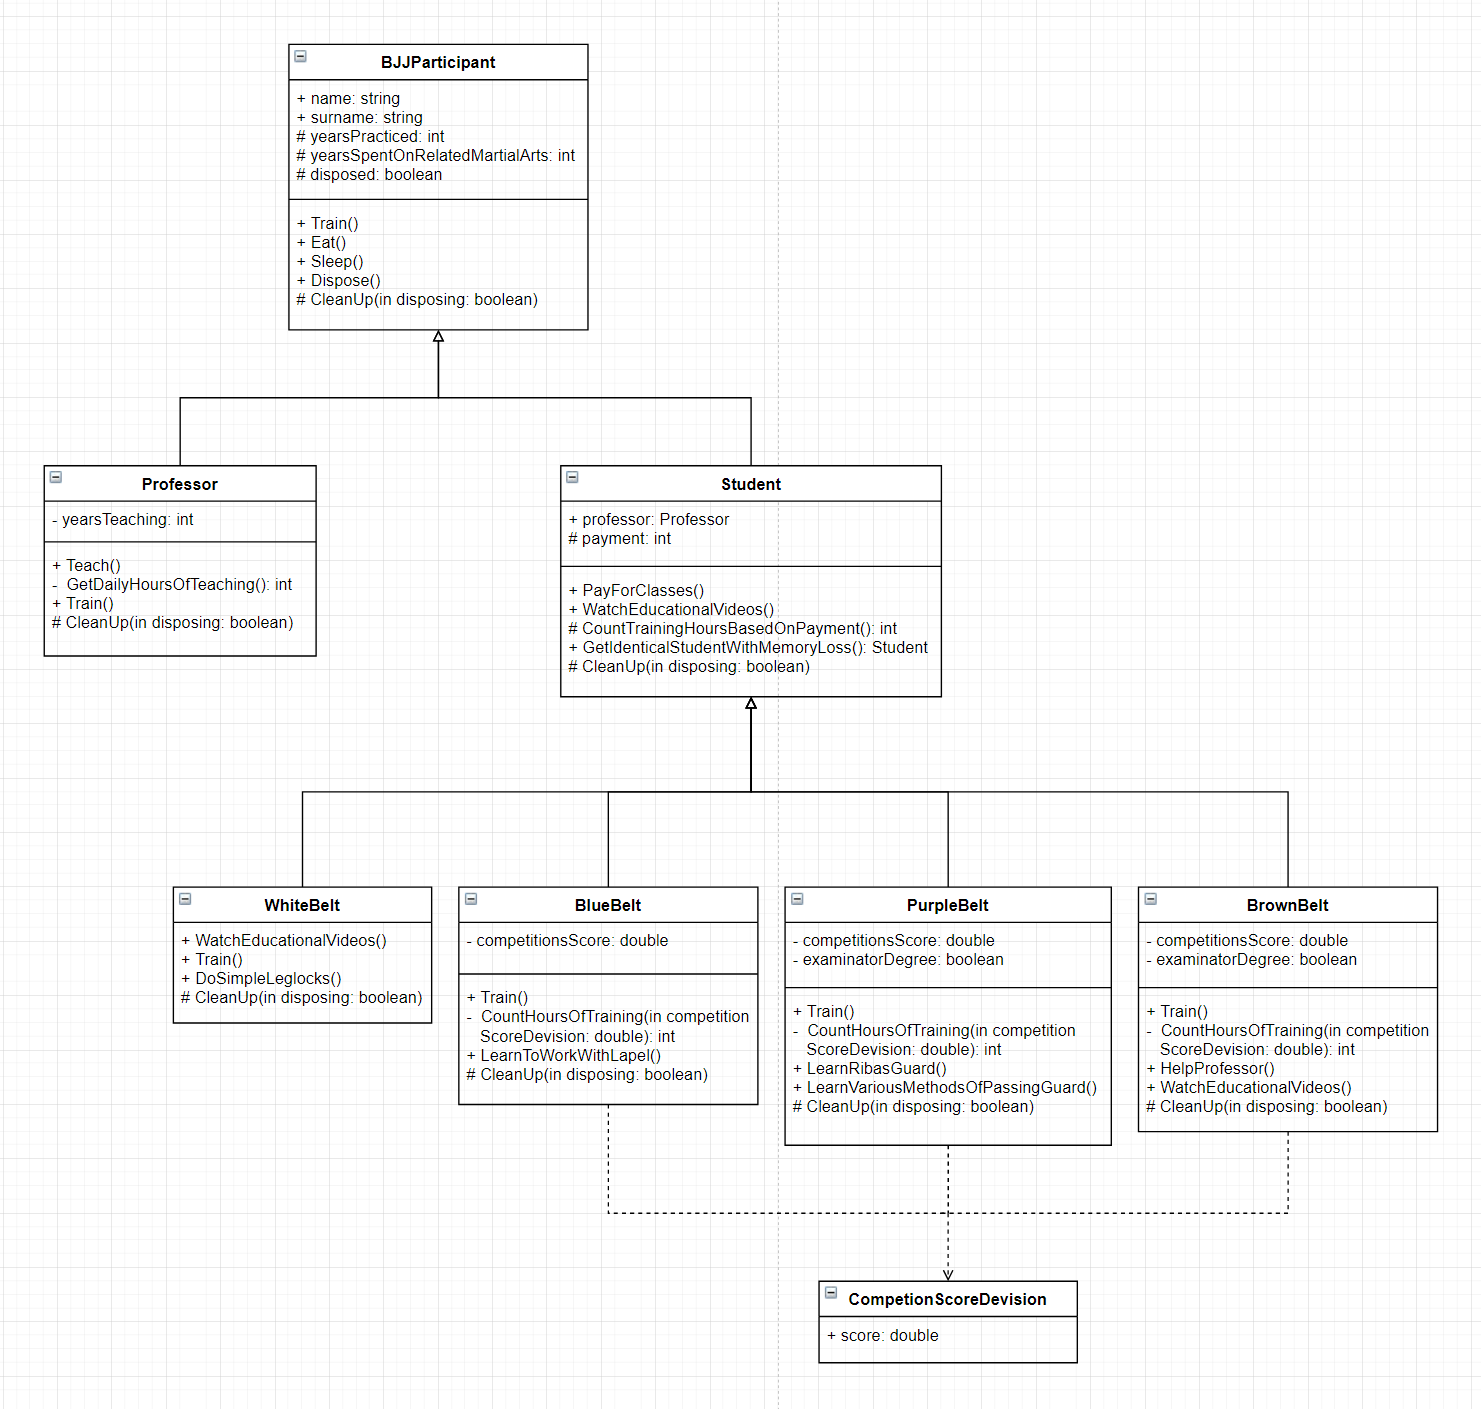 BJJParticipant
+ name: string
+ surname: string
# yearsPracticed: int
# yearsSpentOnRelatedMartialArts: int
# disposed: boolean
+ Train()
+ Eat()
+ Sleep()
+ Dispose()
# CleanUp(in disposing: boolean)
Professor
- yearsTeaching: int
+ Teach()
- GetDailyHoursOfTeaching(): int
+ Train()
# CleanUp(in disposing: boolean)
Student
+ professor: Professor
# payment: int
+ PayForClasses()
+ WatchEducationalVideos()
# CountTrainingHoursBasedOnPayment(): int
+ GetIdenticalStudentWithMemoryLoss(): Student
# CleanUp(in disposing: boolean)
WhiteBelt
+ WatchEducationalVideos()
+ Train()
+ DoSimpleLeglocks()
# CleanUp(in disposing: boolean)
BlueBelt
- competitionsScore: double
+ Train()
- CountHoursOfTraining(in competition
ScoreDevision: double): int
+ LearnToWorkWithLapel()
# CleanUp(in disposing: boolean)
PurpleBelt
- competitionsScore: double
- examinatorDegree: boolean
+ Train()
- CountHoursOfTraining(in competition
ScoreDevision: double): int
+ LearnRibasGuard()
+ LearnVariousMethodsOfPassingGuard()
# CleanUp(in disposing: boolean)
BrownBelt
- competitionsScore: double
- examinatorDegree: boolean
+ Train()
- CountHoursOfTraining(in competition
ScoreDevision: double): int
+ HelpProfessor()
+ WatchEducationalVideos()
# CleanUp(in disposing: boolean)
CompetionScoreDevision
+ score: double